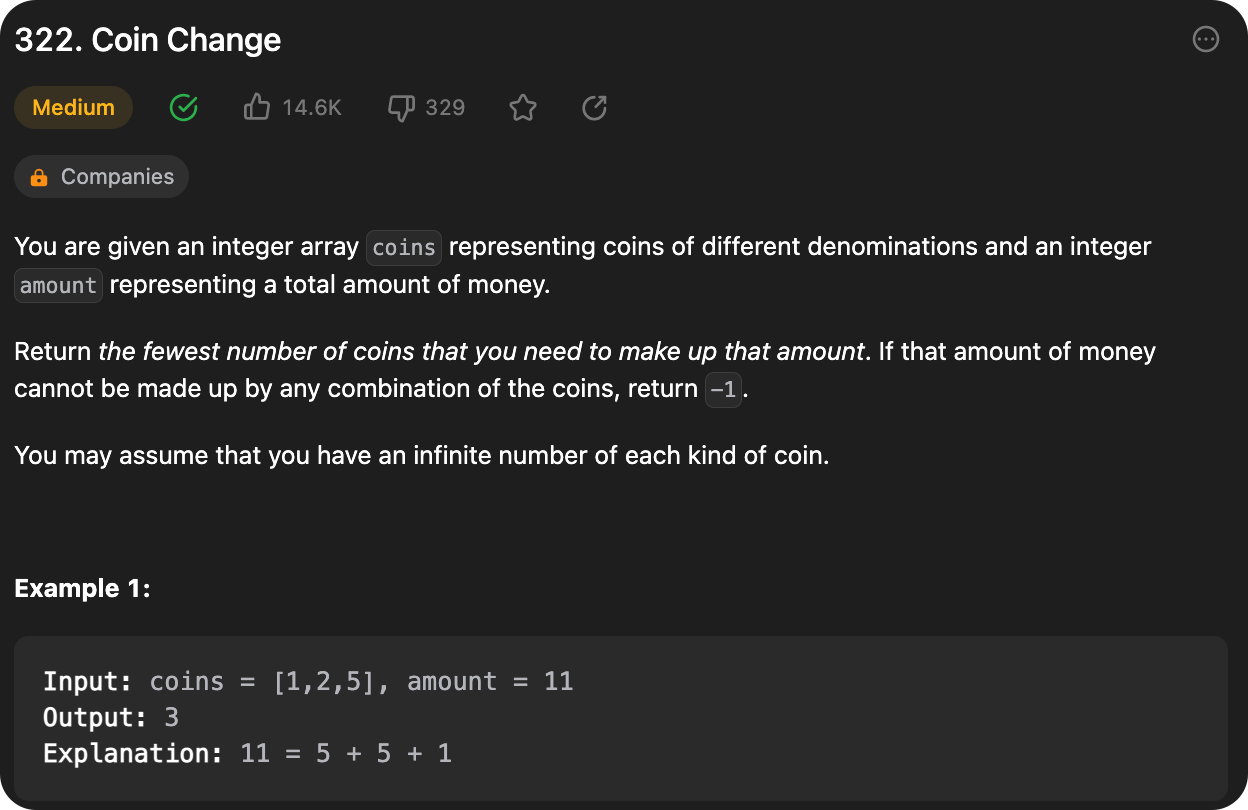 322. Coin Change
Medium 14.6K 329
Companies
You are given an integer array coins representing coins of different denominations and an integer
amount representing a total amount of money.
Return the fewest number of coins that you need to make up that amount. If that amount of money
cannot be made up by any combination of the coins, return -1.
You may assume that you have an infinite number of each kind of coin.
Example 1:
Input: coins = [1,2,5], amount = 11
Output: 3
Explanation: 11 = 5 + 5 + 1